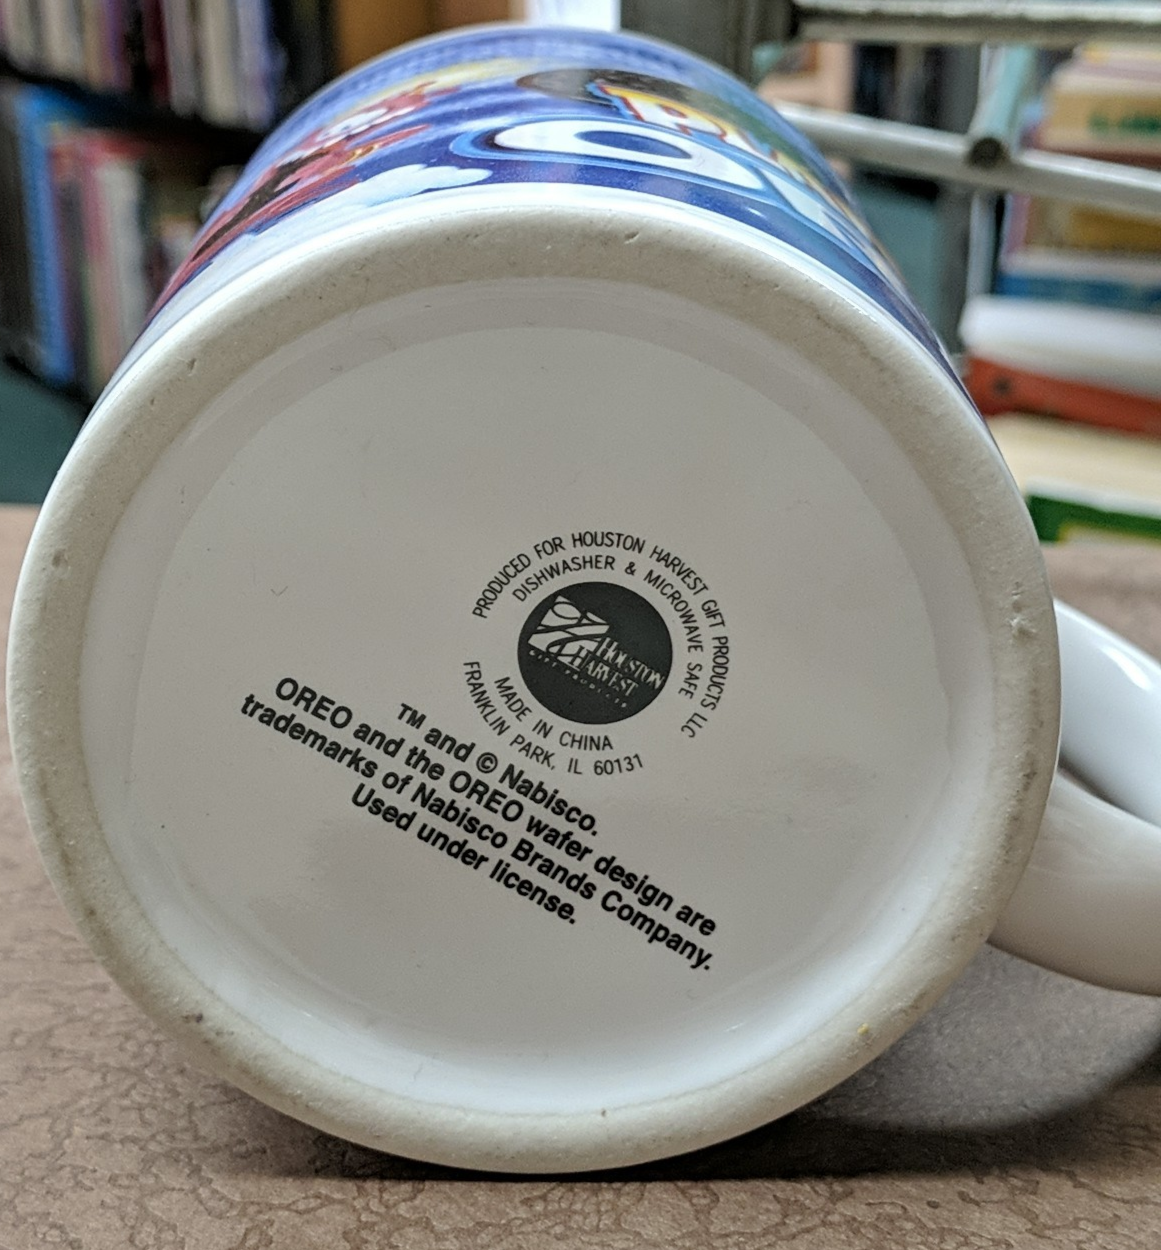 PRODUCED FOR HOUSTON HARVEST GIFT PRODUCTS LLC
DISHWASHER & MICROWAVE SAFE
HOUSTON
HARVEST
MADE IN CHINA
FRANKLIN PARK, IL 60131
TM and © Nabisco.
OREO and the OREO wafer design are
trademarks of Nabisco Brands Company.
Used under license.